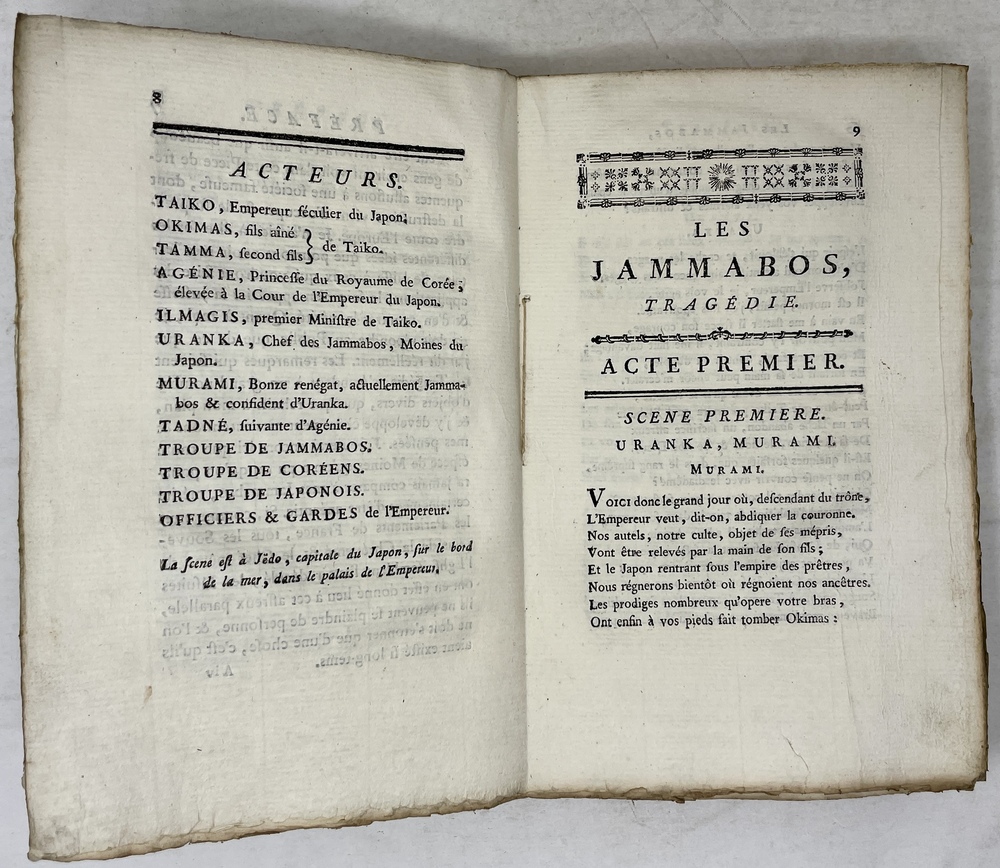 8
ACTEURS.
TAIKO, Empereur ſéculier du Japon;
OKIMAS, fils aîné
TAMMA, ſecond fils } de Taiko.
AGÉNIE, Princeſſe du Royaume de Corée;
élevée à la Cour de l'Empereur du Japon.
ILMAGIS, premier Miniſtre de Taiko.
URANKA, Chef des Jammabos, Moines du
Japon.
MURAMI, Bonze renégat, actuellement Jamma-
bos & confident d'Uranka.
TADNÉ, ſuivante d'Agénie.
TROUPE DE JAMMABOS.
TROUPE DE CORÉENS.
TROUPE DE JAPONOIS.
OFFICIERS & GARDES de l'Empereur.
La ſcene eſt à Jédo, capitale du Japon, ſur le bord
de la mer, dans le palais de l'Empereur.
9
LES
JAMMABOS,
TRAGÉDIE.
ACTE PREMIER.
SCENE PREMIERE.
URANKA, MURAMI.
MURAMI.
VOICI donc le grand jour où, deſcendant du trône,
L'Empereur veut, dit-on, abdiquer la couronne.
Nos autels, notre culte, objet de ſes mépris,
Vont être relevés par la main de ſon fils;
Et le Japon rentrant ſous l'empire des prêtres,
Nous régnerons bientôt où régnoient nos ancêtres.
Les prodiges nombreux qu'opere votre bras,
Ont enfin à vos pieds fait tomber Okimas: